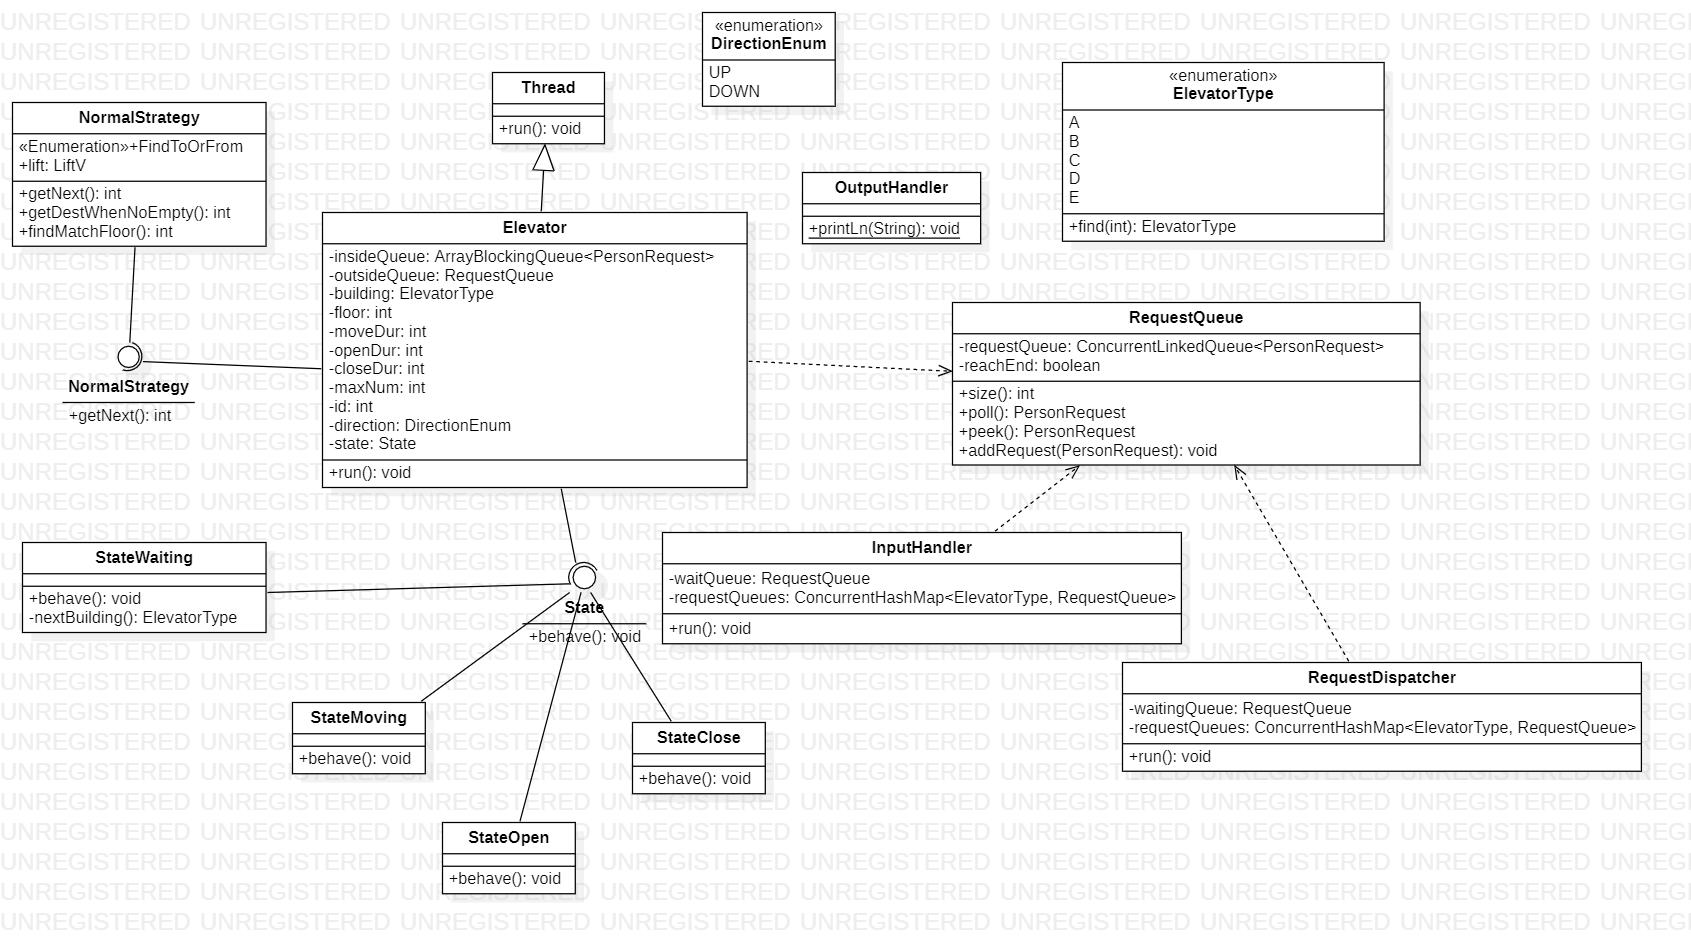 «enumeration»
DirectionEnum
UP
DOWN
Thread
+run(): void
«enumeration»
ElevatorType
A
B
C
D
E
+find(int): ElevatorType
NormalStrategy
«Enumeration»+FindToOrFrom
+lift: LiftV
+getNext(): int
+getDestWhenNoEmpty(): int
+findMatchFloor(): int
OutputHandler
+printLn(String): void
Elevator
-insideQueue: ArrayBlockingQueue<PersonRequest>
-outsideQueue: RequestQueue
-building: ElevatorType
-floor: int
-moveDur: int
-openDur: int
-closeDur: int
-maxNum: int
-id: int
-direction: DirectionEnum
-state: State
+run(): void
NormalStrategy
+getNext(): int
RequestQueue
-requestQueue: ConcurrentLinkedQueue<PersonRequest>
-reachEnd: boolean
+size(): int
+poll(): PersonRequest
+peek(): PersonRequest
+addRequest(PersonRequest): void
StateWaiting
+behave(): void
-nextBuilding(): ElevatorType
State
+behave(): void
InputHandler
-waitQueue: RequestQueue
-requestQueues: ConcurrentHashMap<ElevatorType, RequestQueue>
+run(): void
RequestDispatcher
-waitingQueue: RequestQueue
-requestQueues: ConcurrentHashMap<ElevatorType, RequestQueue>
+run(): void
StateMoving
+behave(): void
StateClose
+behave(): void
StateOpen
+behave(): void
UNREGISTERED